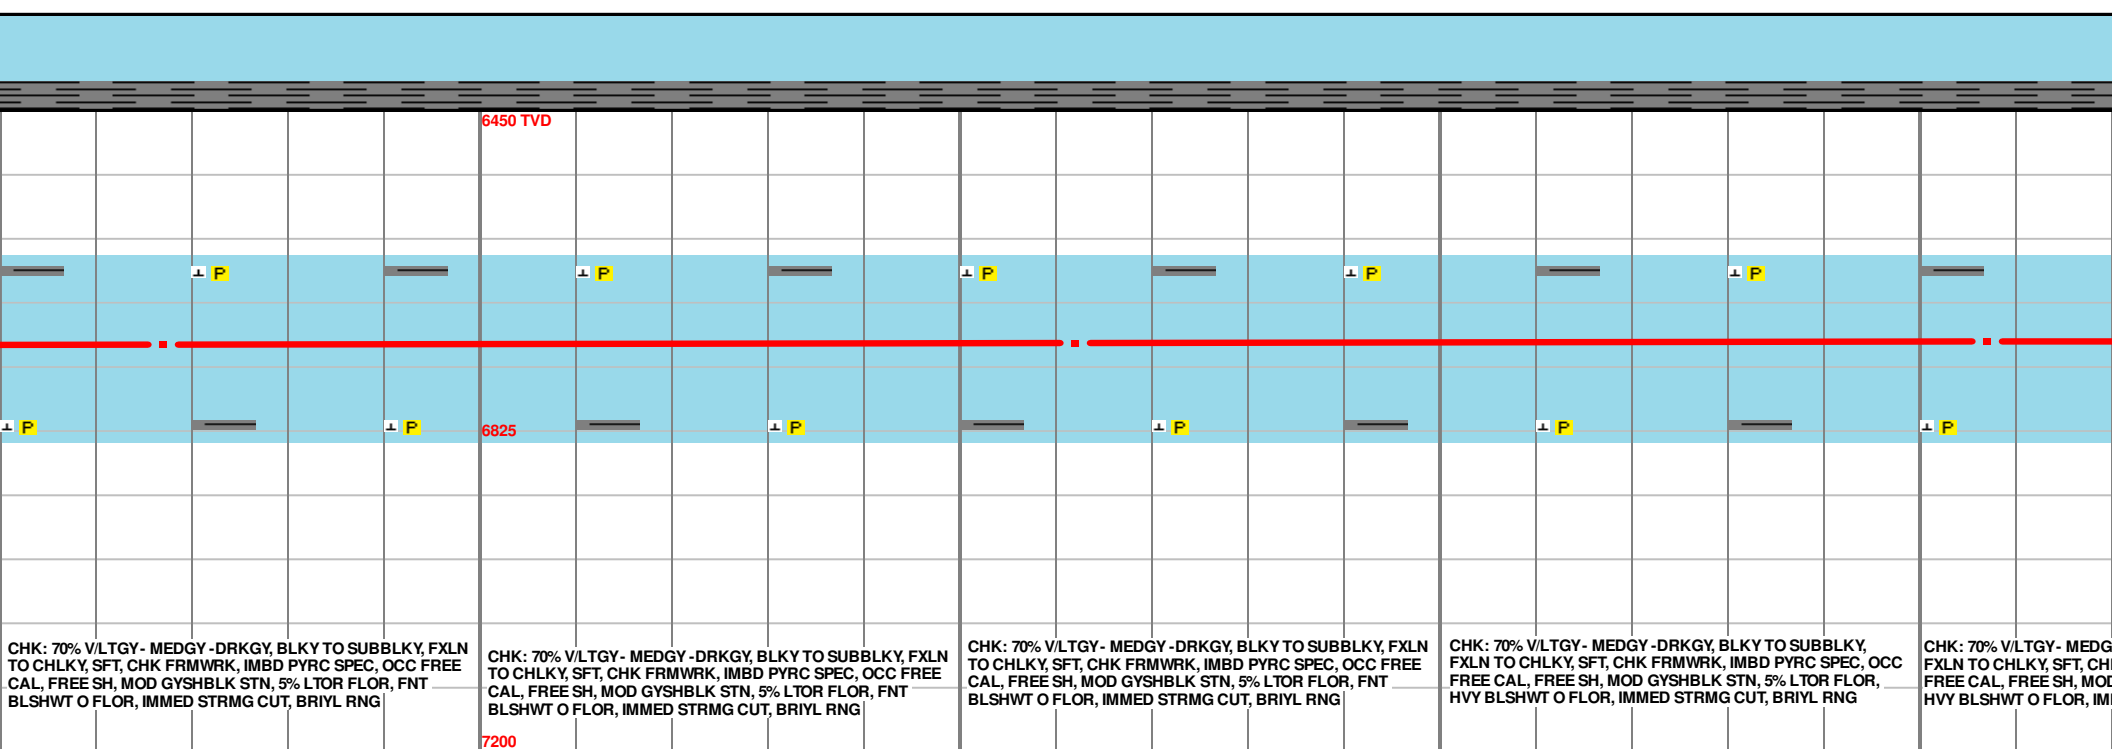 6450 TVD
P P P P P
6825
P P P P P P
CHK: 70% V/LTGY- MEDGY -DRKGY, BLKY TO SUBBLKY, FXLN
TO CHLKY, SFT, CHK FRMWRK, IMBD PYRC SPEC, OCC FREE
CAL, FREE SH, MOD GYSHBLK STN, 5% LTOR FLOR, FNT
BLSHWT O FLOR, IMMED STRMG CUT, BRIYL RNG
CHK: 70% V/LTGY- MEDGY -DRKGY, BLKY TO SUBBLKY, FXLN
TO CHLKY, SFT, CHK FRMWRK, IMBD PYRC SPEC, OCC FREE
CAL, FREE SH, MOD GYSHBLK STN, 5% LTOR FLOR, FNT
BLSHWT O FLOR, IMMED STRMG CUT, BRIYL RNG
CHK: 70% V/LTGY- MEDGY -DRKGY, BLKY TO SUBBLKY, FXLN
TO CHLKY, SFT, CHK FRMWRK, IMBD PYRC SPEC, OCC FREE
CAL, FREE SH, MOD GYSHBLK STN, 5% LTOR FLOR, FNT
BLSHWT O FLOR, IMMED STRMG CUT, BRIYL RNG
CHK: 70% V/LTGY- MEDGY -DRKGY, BLKY TO SUBBLKY,
FXLN TO CHLKY, SFT, CHK FRMWRK, IMBD PYRC SPEC, OCC
FREE CAL, FREE SH, MOD GYSHBLK STN, 5% LTOR FLOR,
HVY BLSHWT O FLOR, IMMED STRMG CUT, BRIYL RNG
CHK: 70% V/LTGY- MEDG
FXLN TO CHLKY, SFT, CH
FREE CAL, FREE SH, MOD
HVY BLSHWT O FLOR, IM
7200